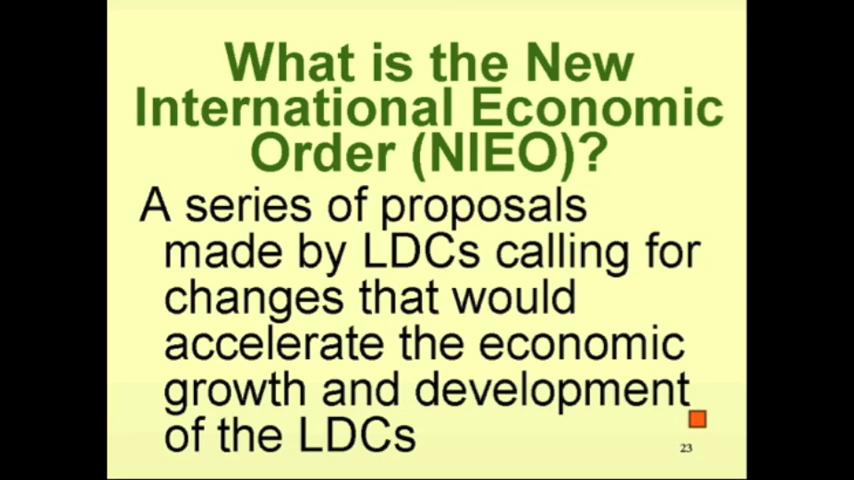 What is the New
International Economic
Order (NIEO)?
A series of proposals
made by LDCs calling for
changes that would
accelerate the economic
growth and development
of the LDCs
23